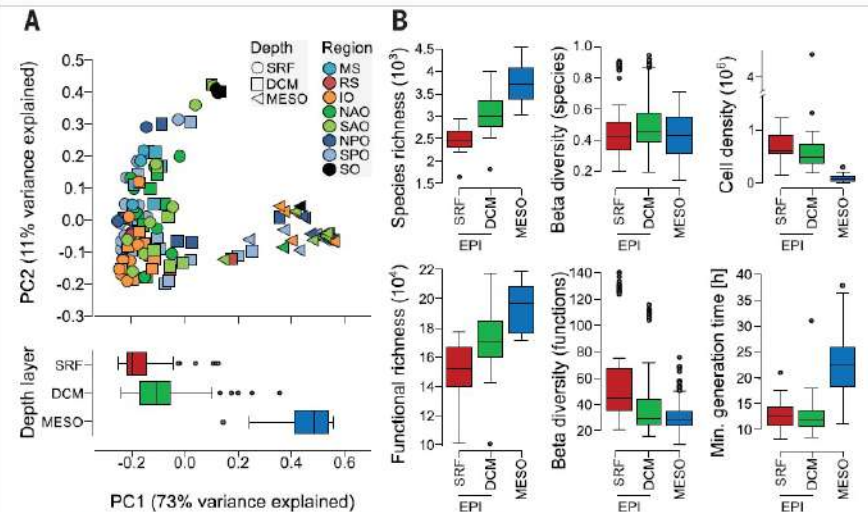 A
Depth
SRF
DCM
MESO
Region
MS
RS
IO
NAO
SAO
NPO
SPO
SO
PC2 (11% variance explained)
0.5
0.4
0.3
0.2
0.1
0.0
-0.1
-0.2
-0.3
Depth layer
SRF
DCM
MESO
-0.2 0.0 0.2 0.4 0.6
PC1 (73% variance explained)
B
Species richness (10³)
4.5
4.0
3.5
3.0
2.5
2.0
1.5
SRF DCM MESO
EPI
Beta diversity (species)
0.8
0.6
0.4
0.2
SRF DCM MESO
EPI
Cell density (10⁶)
4
1
0
SRF DCM MESO
EPI
Functional richness (10⁴)
22
20
18
16
14
12
10
SRF DCM MESO
EPI
Beta diversity (functions)
140
120
100
80
60
40
20
SRF DCM MESO
EPI
Min. generation time [h]
40
35
30
25
20
15
10
SRF DCM MESO
EPI